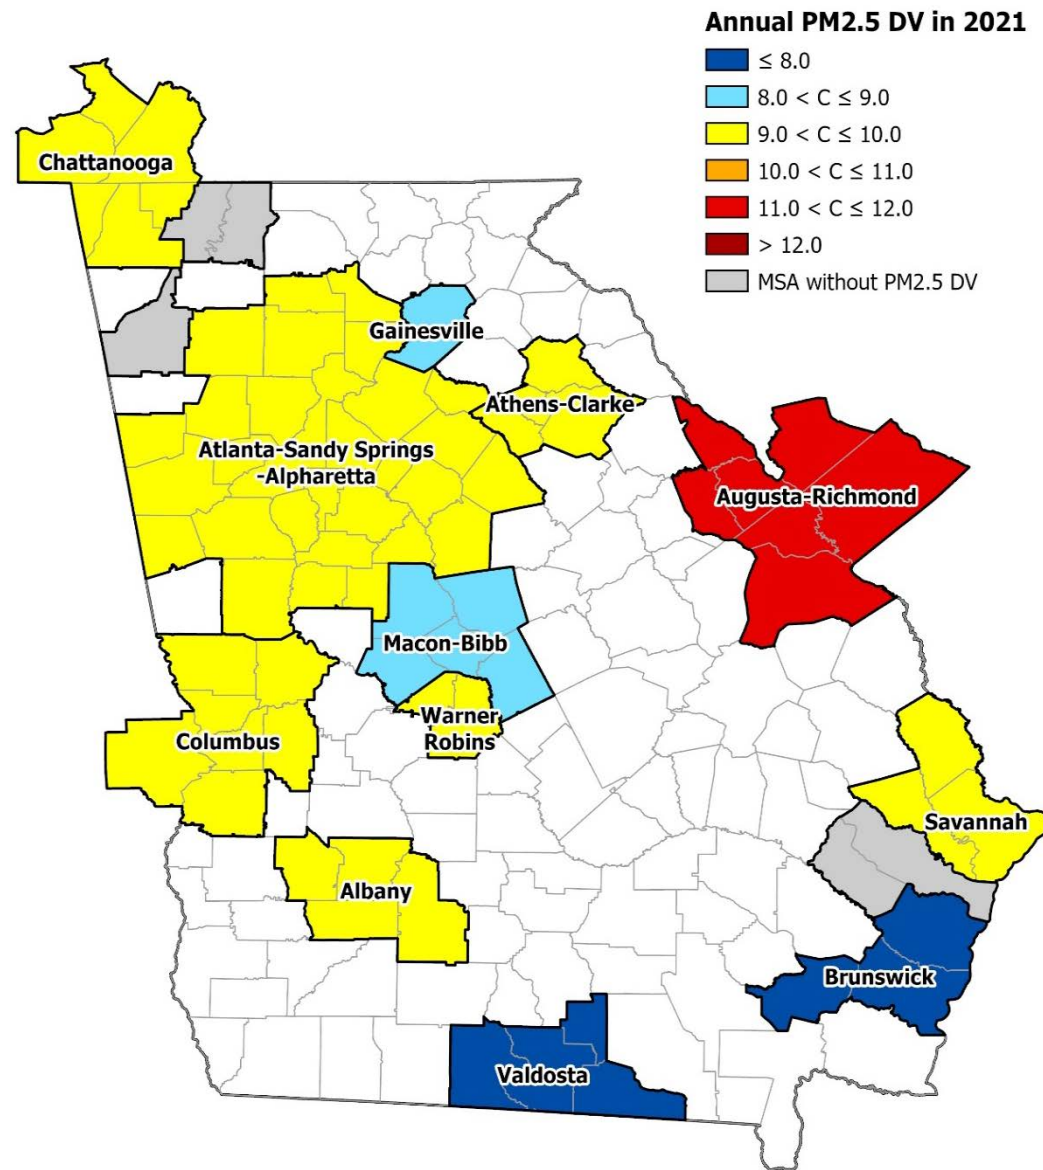 Annual PM2.5 DV in 2021
≤ 8.0
8.0 < C ≤ 9.0
9.0 < C ≤ 10.0
10.0 < C ≤ 11.0
11.0 < C ≤ 12.0
> 12.0
MSA without PM2.5 DV
Chattanooga
Gainesville
Athens-Clarke
Atlanta-Sandy Springs
-Alpharetta
Augusta-Richmond
Macon-Bibb
Warner
Robins
Columbus
Savannah
Albany
Brunswick
Valdosta